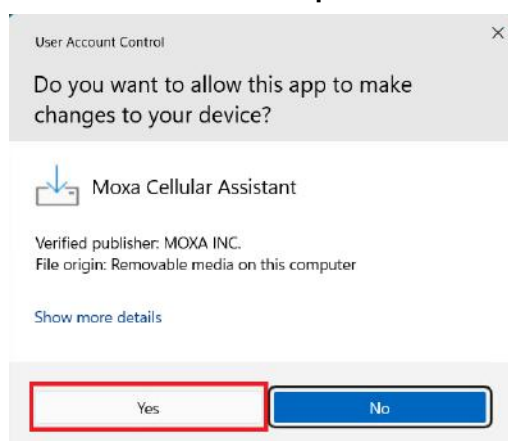 User Account Control
Do you want to allow this app to make
changes to your device?
Moxa Cellular Assistant
Verified publisher: MOXA INC.
File origin: Removable media on this computer
Show more details
Yes
No